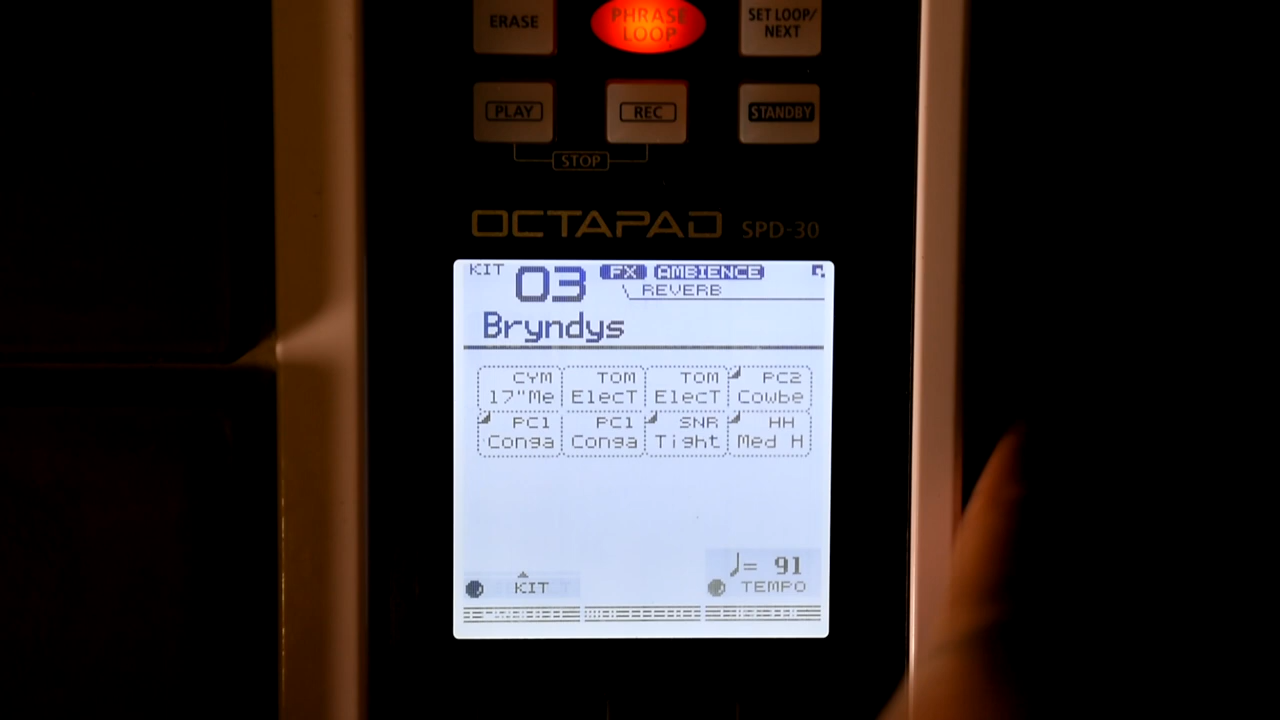 ERASE
PHRASE
LOOP
SET LOOP/
NEXT
PLAY
REC
STANDBY
STOP
OCTAPAD SPD-30
KIT 03 FX AMBIENCE
REVERB
Bryndys
CYM TOM TOM PC2
17"Me ElecT ElecT Cowbe
PC1 PC1 SNR HH
Conga Conga Tight Med H
♩= 91
KIT TEMPO